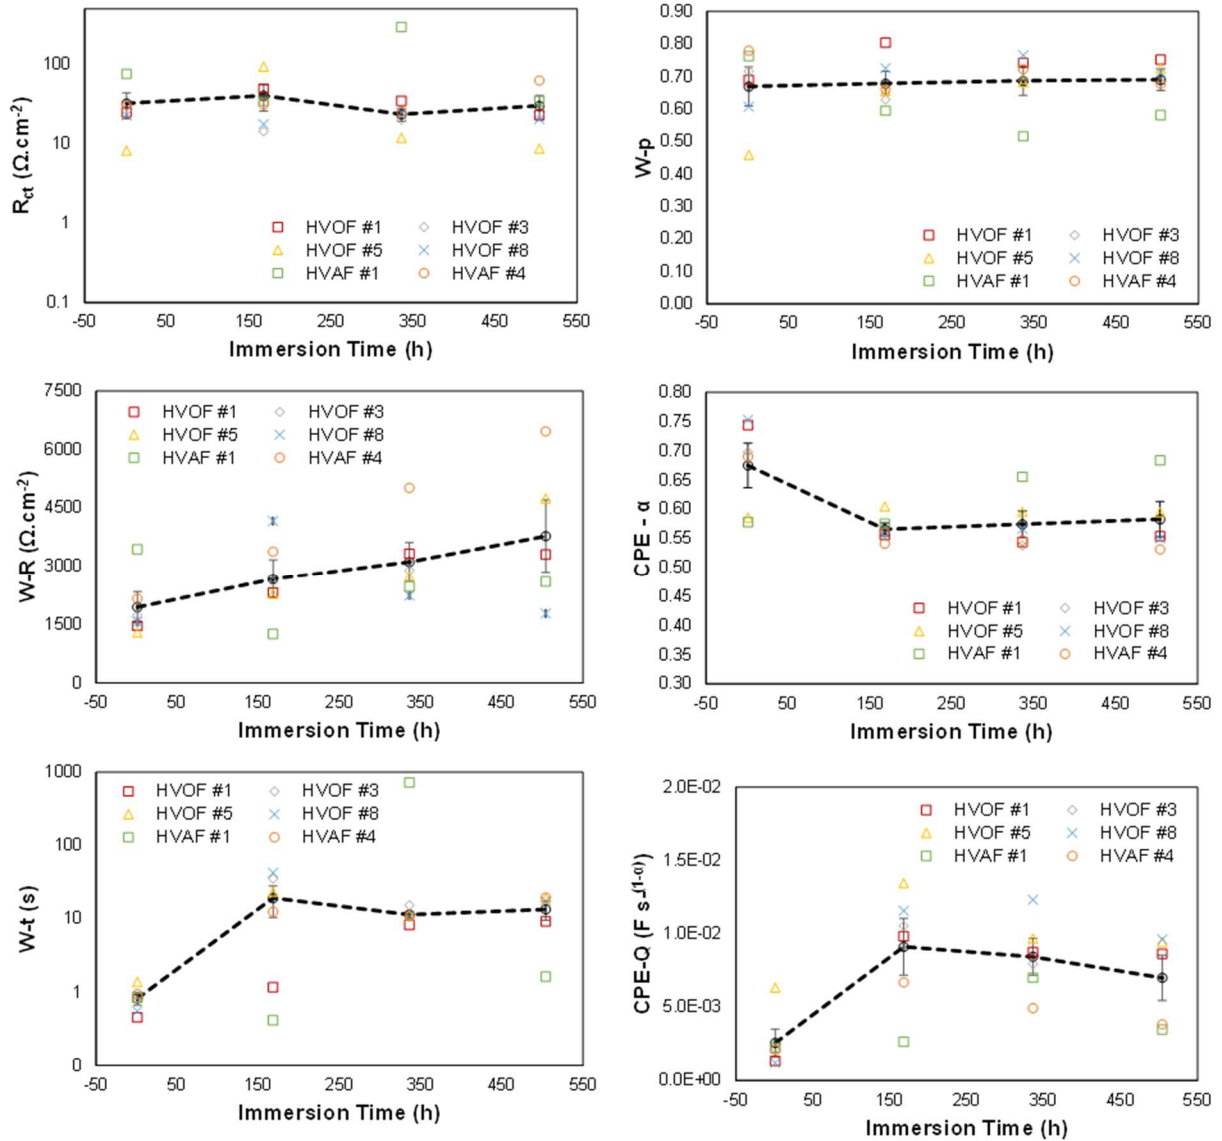 100
10
1
0.1
R_ct (Ω.cm⁻²)
HVOF #1 HVOF #3
HVOF #5 HVOF #8
HVAF #1 HVAF #4
-50 50 150 250 350 450 550
Immersion Time (h)
0.90
0.80
0.70
0.60
0.50
0.40
0.30
0.20
0.10
0.00
W-p
HVOF #1 HVOF #3
HVOF #5 HVOF #8
HVAF #1 HVAF #4
-50 50 150 250 350 450 550
Immersion Time (h)
7500
6000
4500
3000
1500
0
W-R (Ω.cm⁻²)
HVOF #1 HVOF #3
HVOF #5 HVOF #8
HVAF #1 HVAF #4
-50 50 150 250 350 450 550
Immersion Time (h)
0.80
0.75
0.70
0.65
0.60
0.55
0.50
0.45
0.40
0.35
0.30
CPE - α
HVOF #1 HVOF #3
HVOF #5 HVOF #8
HVAF #1 HVAF #4
-50 50 150 250 350 450 550
Immersion Time (h)
1000
100
10
1
0
W-t (s)
HVOF #1 HVOF #3
HVOF #5 HVOF #8
HVAF #1 HVAF #4
-50 50 150 250 350 450 550
Immersion Time (h)
2.0E-02
1.5E-02
1.0E-02
5.0E-03
0.0E+00
CPE-Q (F s-⁽¹⁻ᵅ⁾)
HVOF #1 HVOF #3
HVOF #5 HVOF #8
HVAF #1 HVAF #4
-50 50 150 250 350 450 550
Immersion Time (h)